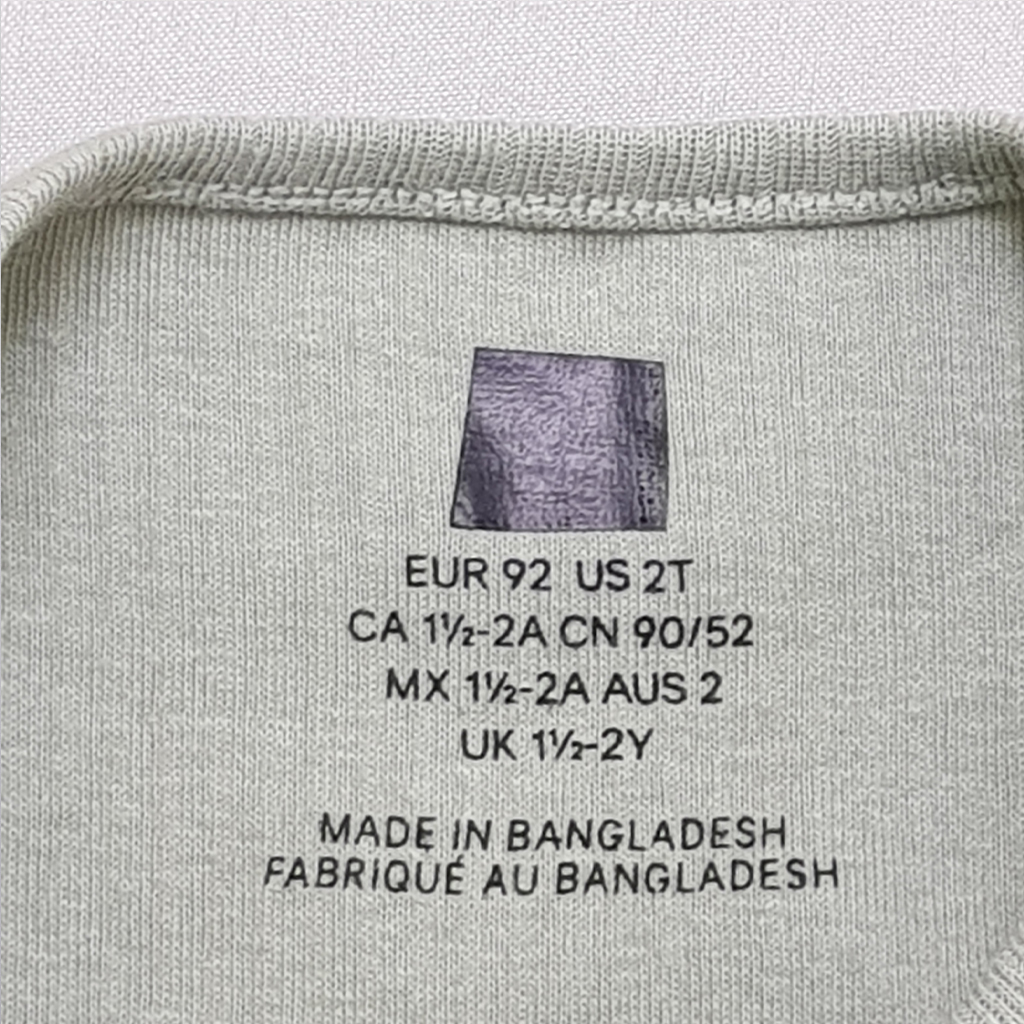 EUR 92 US 2T
CA 1½-2A CN 90/52
MX 1½-2A AUS 2
UK 1½-2Y
MADE IN BANGLADESH
FABRIQUÉ AU BANGLADESH